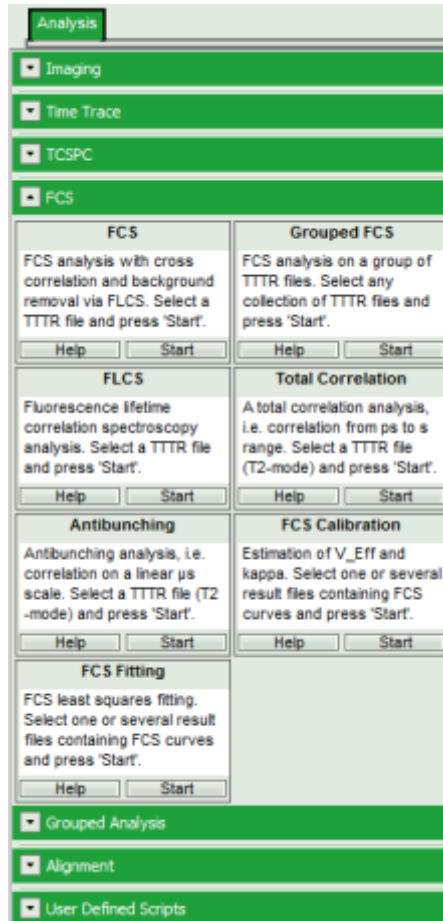 Analysis
Imaging
Time Trace
TCSPC
FCS
FCS
FCS analysis with cross
correlation and background
removal via FLCS. Select a
TTTR file and press 'Start'.
Help
Start
Grouped FCS
FCS analysis on a group of
TTTR files. Select any
collection of TTTR files and
press 'Start'.
Help
Start
FLCS
Fluorescence lifetime
correlation spectroscopy
analysis. Select a TTTR file
and press 'Start'.
Help
Start
Total Correlation
A total correlation analysis,
i.e. correlation from ps to s
range. Select a TTTR file
(T2-mode) and press 'Start'.
Help
Start
Antibunching
Antibunching analysis, i.e.
correlation on a linear µs
scale. Select a TTTR file (T2
-mode) and press 'Start'.
Help
Start
FCS Calibration
Estimation of V_Eff and
kappa. Select one or several
result files containing FCS
curves and press 'Start'.
Help
Start
FCS Fitting
FCS least squares fitting.
Select one or several result
files containing FCS curves
and press 'Start'.
Help
Start
Grouped Analysis
Alignment
User Defined Scripts